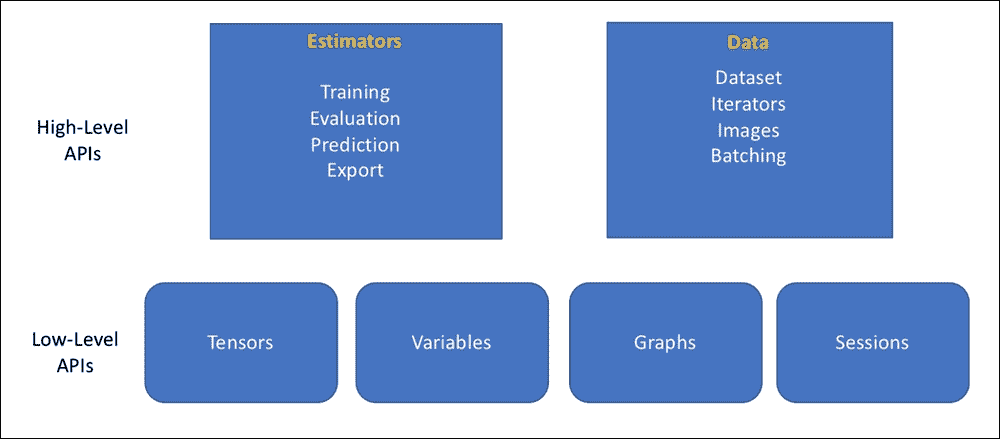 Estimators
Training
Evaluation
Prediction
Export
Data
Dataset
Iterators
Images
Batching
High-Level
APIs
Low-Level
APIs
Tensors
Variables
Graphs
Sessions